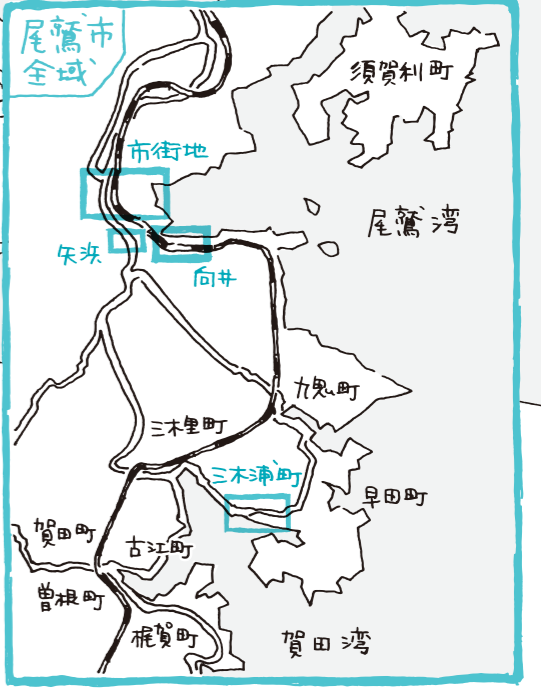 尾鷲市
全域
須賀利町
市街地
尾鷲湾
矢浜
向井
九鬼町
三木里町
三木浦町
早田町
賀田町
古江町
曽根町
梶賀町
賀田湾